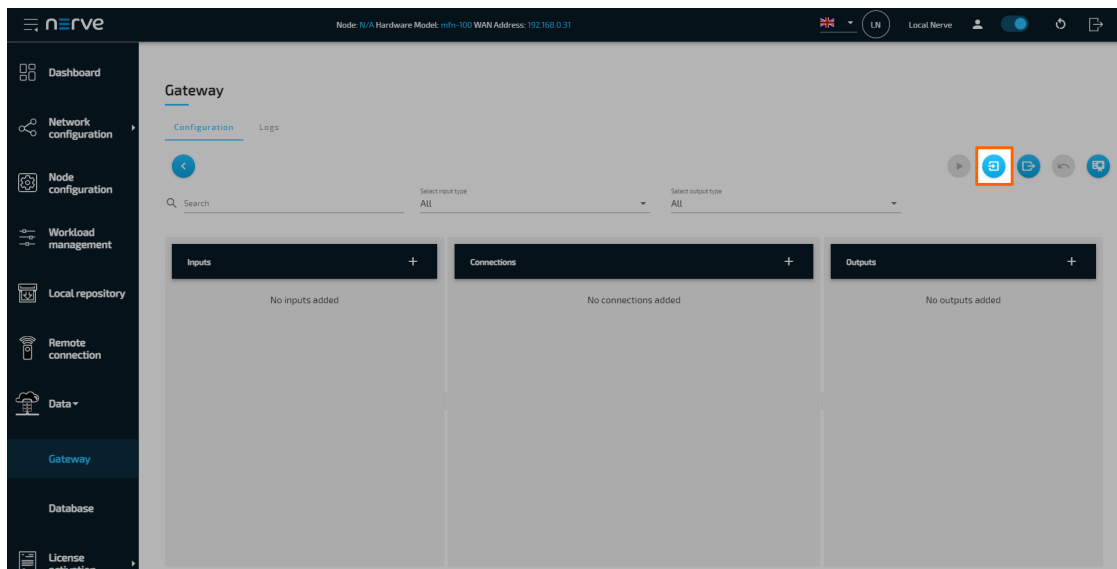 nerve
Node: N/A Hardware Model: mfn-100 WAN Address: 192.168.0.31
LN
Local Nerve
Dashboard
Network
configuration
Node
configuration
Workload
management
Local repository
Remote
connection
Data
Gateway
Database
License
activation
Gateway
Configuration
Logs
Search
Select input type
All
Select output type
All
Inputs
+
Connections
+
Outputs
+
No inputs added
No connections added
No outputs added